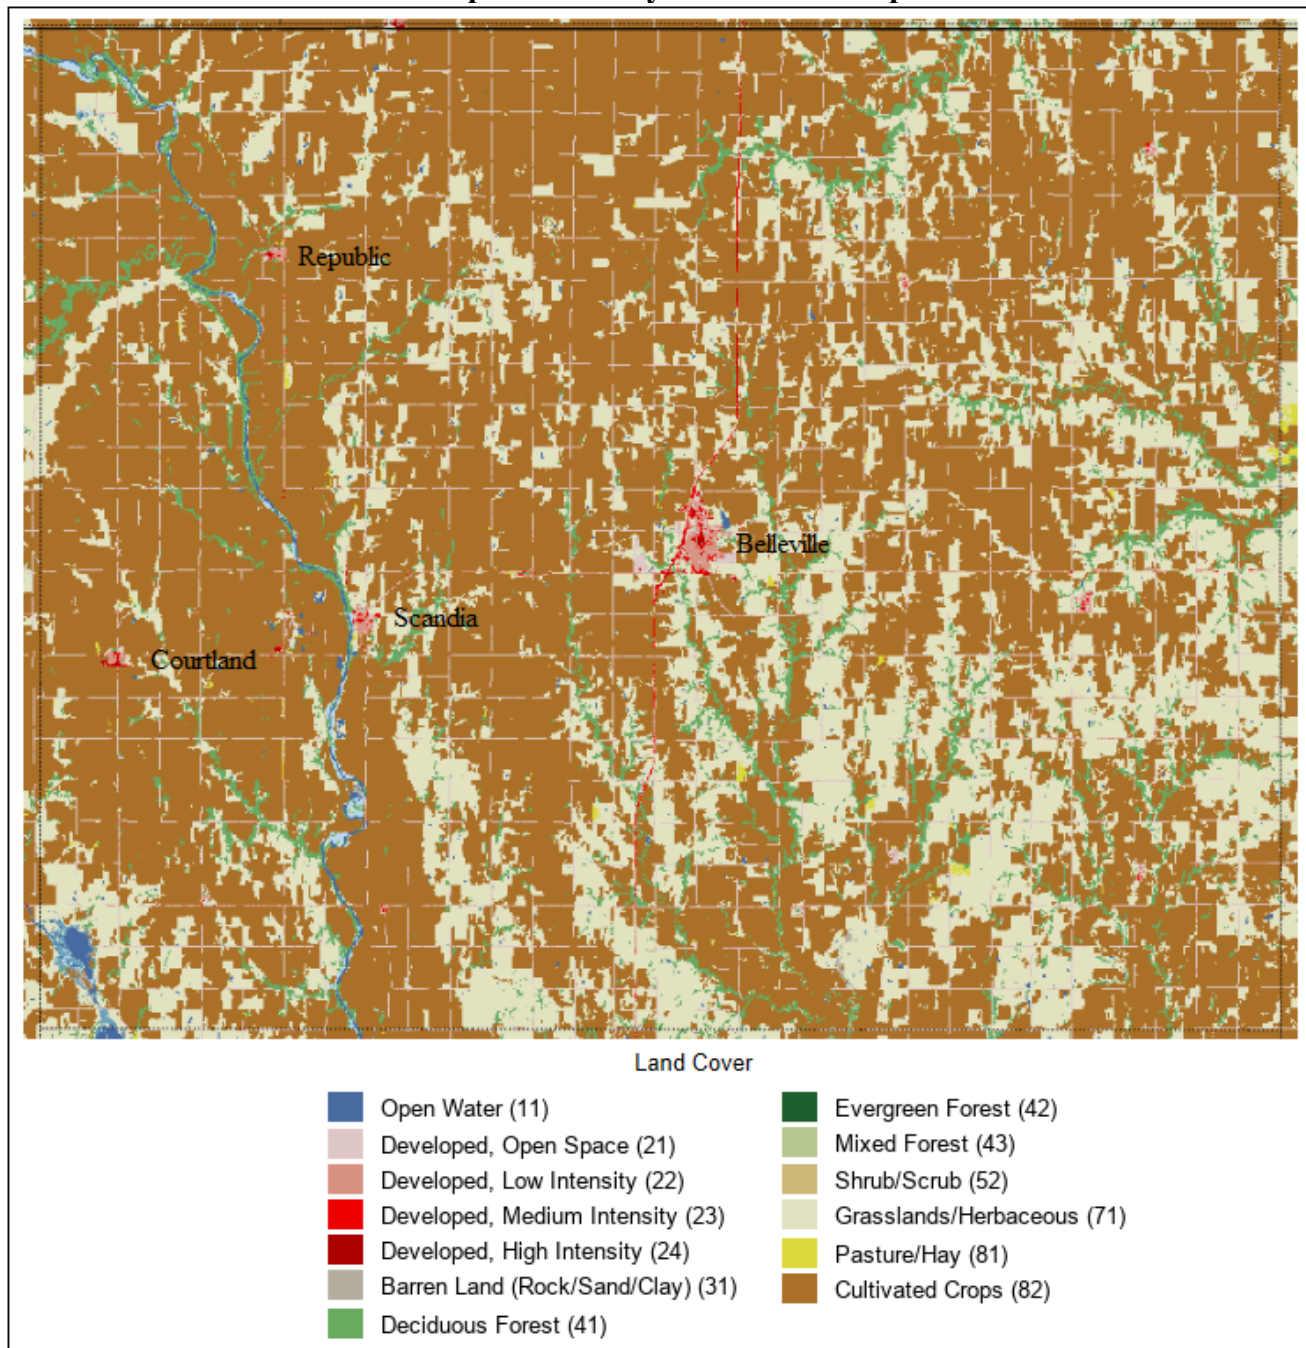 Republic
Belleville
Scandia
Courtland
Land Cover
Open Water (11)
Developed, Open Space (21)
Developed, Low Intensity (22)
Developed, Medium Intensity (23)
Developed, High Intensity (24)
Barren Land (Rock/Sand/Clay) (31)
Deciduous Forest (41)
Evergreen Forest (42)
Mixed Forest (43)
Shrub/Scrub (52)
Grasslands/Herbaceous (71)
Pasture/Hay (81)
Cultivated Crops (82)